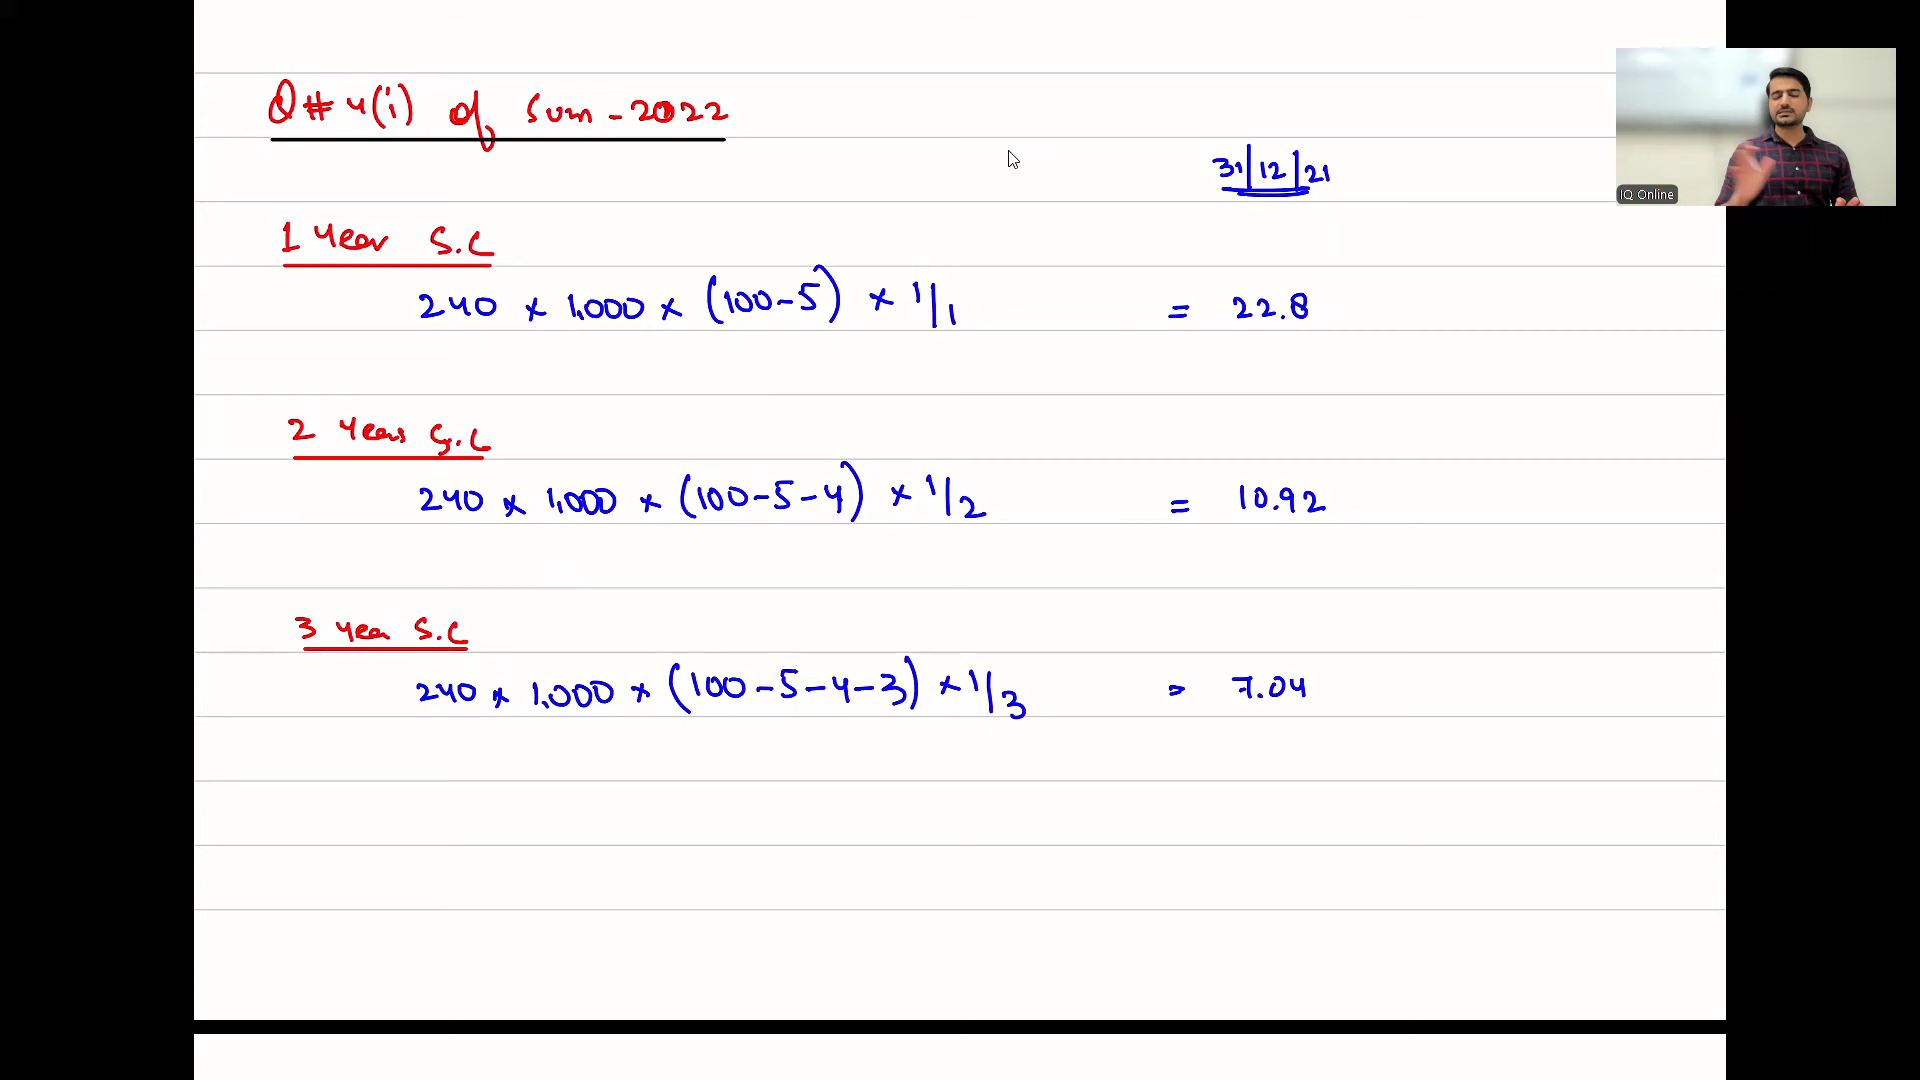 Q# 4(i) of Sum-2022
31|12|21
IQ Online
1 Year S.C
240 x 1,000 x (100-5) x 1/1 = 22.8
2 Years S.C
240 x 1,000 x (100-5-4) x 1/2 = 10.92
3 Year S.C
240 x 1,000 x (100-5-4-3) x 1/3 = 7.04